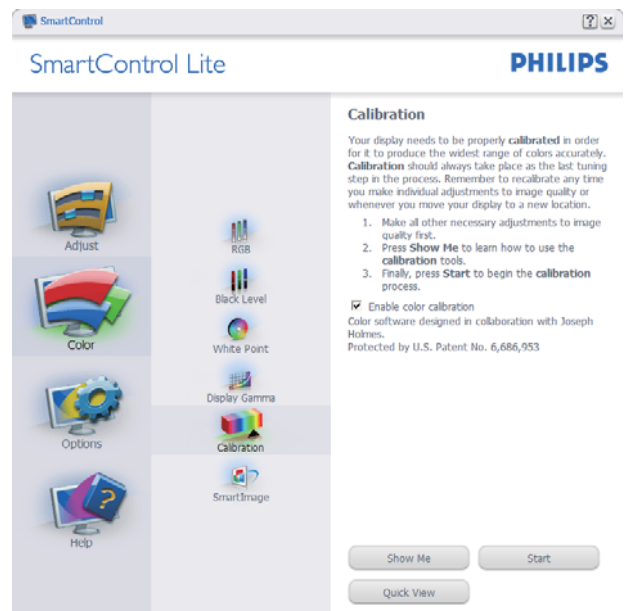 SmartControl
SmartControl Lite
PHILIPS
Adjust
Color
Options
Help
RGB
Black Level
White Point
Display Gamma
Calibration
SmartImage
Calibration
Your display needs to be properly calibrated in order
for it to produce the widest range of colors accurately.
Calibration should always take place as the last tuning
step in the process. Remember to recalibrate any time
you make individual adjustments to image quality or
whenever you move your display to a new location.
1. Make all other necessary adjustments to image
quality first.
2. Press Show Me to learn how to use the
calibration tools.
3. Finally, press Start to begin the calibration
process.
Enable color calibration
Color software designed in collaboration with Joseph
Holmes.
Protected by U.S. Patent No. 6,686,953
Show Me
Start
Quick View